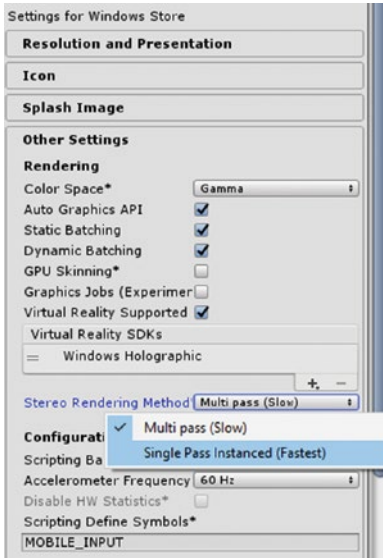 Settings for Windows Store
Resolution and Presentation
Icon
Splash Image
Other Settings
Rendering
Color Space* Gamma
Auto Graphics API
Static Batching
Dynamic Batching
GPU Skinning*
Graphics Jobs (Experimer
Virtual Reality Supported
Virtual Reality SDKs
Windows Holographic
+ −
Stereo Rendering Method* Multi pass (Slow)
Multi pass (Slow)
Configurati
Single Pass Instanced (Fastest)
Scripting Ba
Accelerometer Frequency 60 Hz
Disable HW Statistics*
Scripting Define Symbols*
MOBILE_INPUT